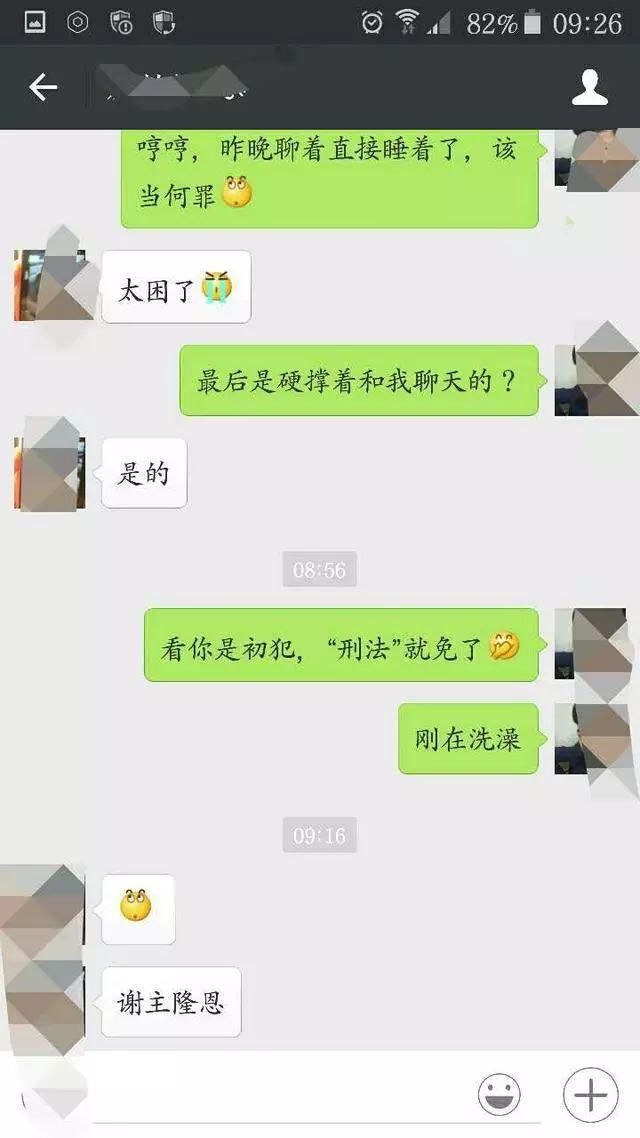 82% 09:26
哼哼，昨晚聊着直接睡着了，该
当何罪
太困了
最后是硬撑着和我聊天的？
是的
08:56
看你是初犯，“刑法”就免了
刚在洗澡
09:16
谢主隆恩